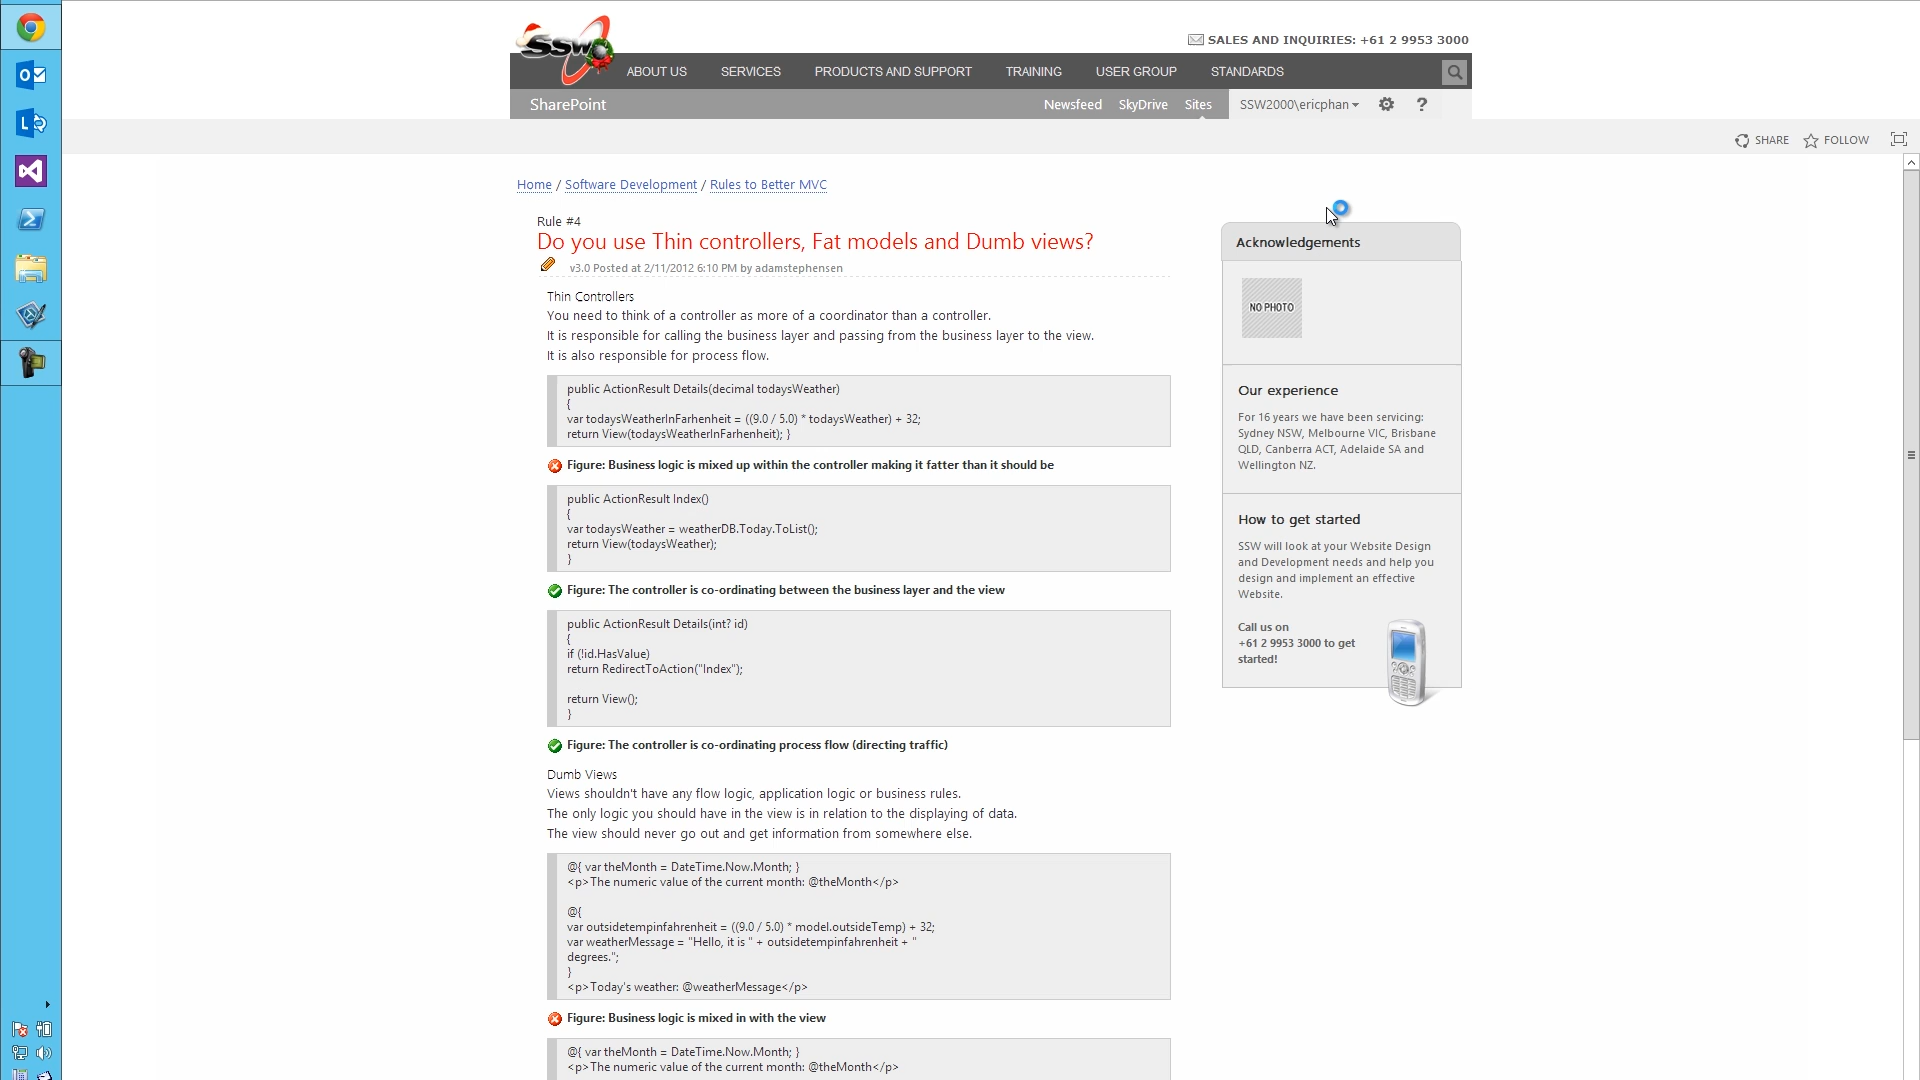 SSW
SALES AND INQUIRIES: +61 2 9953 3000
ABOUT US SERVICES PRODUCTS AND SUPPORT TRAINING USER GROUP STANDARDS
SharePoint Newsfeed SkyDrive Sites SSW2000\ericphan ?
SHARE FOLLOW
Home / Software Development / Rules to Better MVC
Rule #4
Do you use Thin controllers, Fat models and Dumb views?
v3.0 Posted at 2/11/2012 6:10 PM by adamstephensen
Thin Controllers
You need to think of a controller as more of a coordinator than a controller.
It is responsible for calling the business layer and passing from the business layer to the view.
It is also responsible for process flow.
public ActionResult Details(decimal todaysWeather)
{
var todaysWeatherInFarhenheit = ((9.0 / 5.0) * todaysWeather) + 32;
return View(todaysWeatherInFarhenheit); }
Figure: Business logic is mixed up within the controller making it fatter than it should be
public ActionResult Index()
{
var todaysWeather = weatherDB.Today.ToList();
return View(todaysWeather);
}
Figure: The controller is co-ordinating between the business layer and the view
public ActionResult Details(int? id)
{
if (!id.HasValue)
return RedirectToAction("Index");
return View();
}
Figure: The controller is co-ordinating process flow (directing traffic)
Dumb Views
Views shouldn't have any flow logic, application logic or business rules.
The only logic you should have in the view is in relation to the displaying of data.
The view should never go out and get information from somewhere else.
@{ var theMonth = DateTime.Now.Month; }
<p>The numeric value of the current month: @theMonth</p>
@{
var outsidetempinfahrenheit = ((9.0 / 5.0) * model.outsideTemp) + 32;
var weatherMessage = "Hello, it is " + outsidetempinfahrenheit + "
degrees.";
}
<p>Today's weather: @weatherMessage</p>
Figure: Business logic is mixed in with the view
@{ var theMonth = DateTime.Now.Month; }
<p>The numeric value of the current month: @theMonth</p>
Acknowledgements
NO PHOTO
Our experience
For 16 years we have been servicing:
Sydney NSW, Melbourne VIC, Brisbane
QLD, Canberra ACT, Adelaide SA and
Wellington NZ.
How to get started
SSW will look at your Website Design
and Development needs and help you
design and implement an effective
Website.
Call us on
+61 2 9953 3000 to get
started!